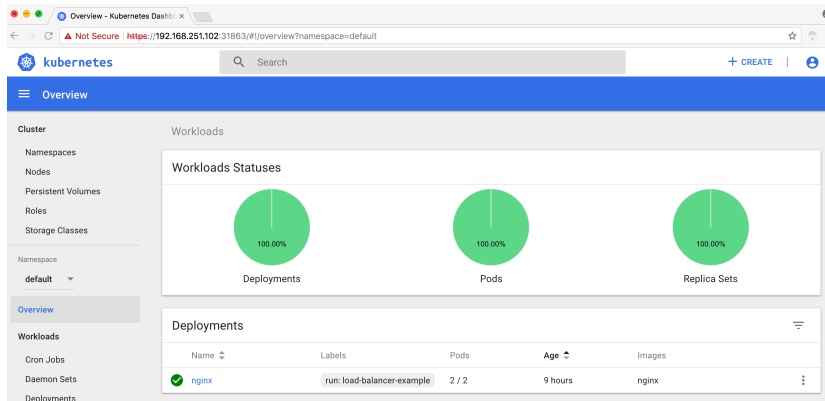 Overview - Kubernetes Dashbo
Not Secure https://192.168.251.102:31863/#!/overview?namespace=default
kubernetes
Search
+ CREATE |
Overview
Cluster
Namespaces
Nodes
Persistent Volumes
Roles
Storage Classes
Namespace
default
Overview
Workloads
Cron Jobs
Daemon Sets
Deployments
Workloads
Workloads Statuses
100.00% 100.00% 100.00%
Deployments Pods Replica Sets
Deployments
Name Labels Pods Age Images
nginx run: load-balancer-example 2 / 2 9 hours nginx